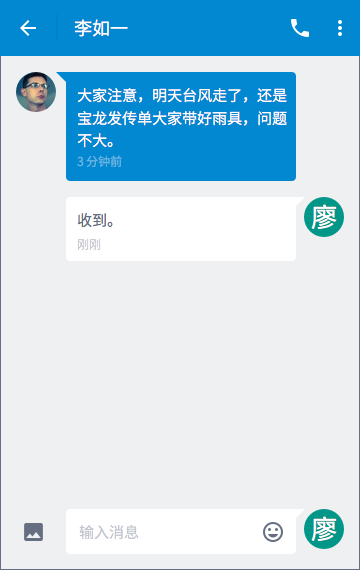 李如一
大家注意，明天台风走了，还是
宝龙发传单大家带好雨具，问题
不大。
3 分钟前
收到。
刚刚
廖
输入消息
廖